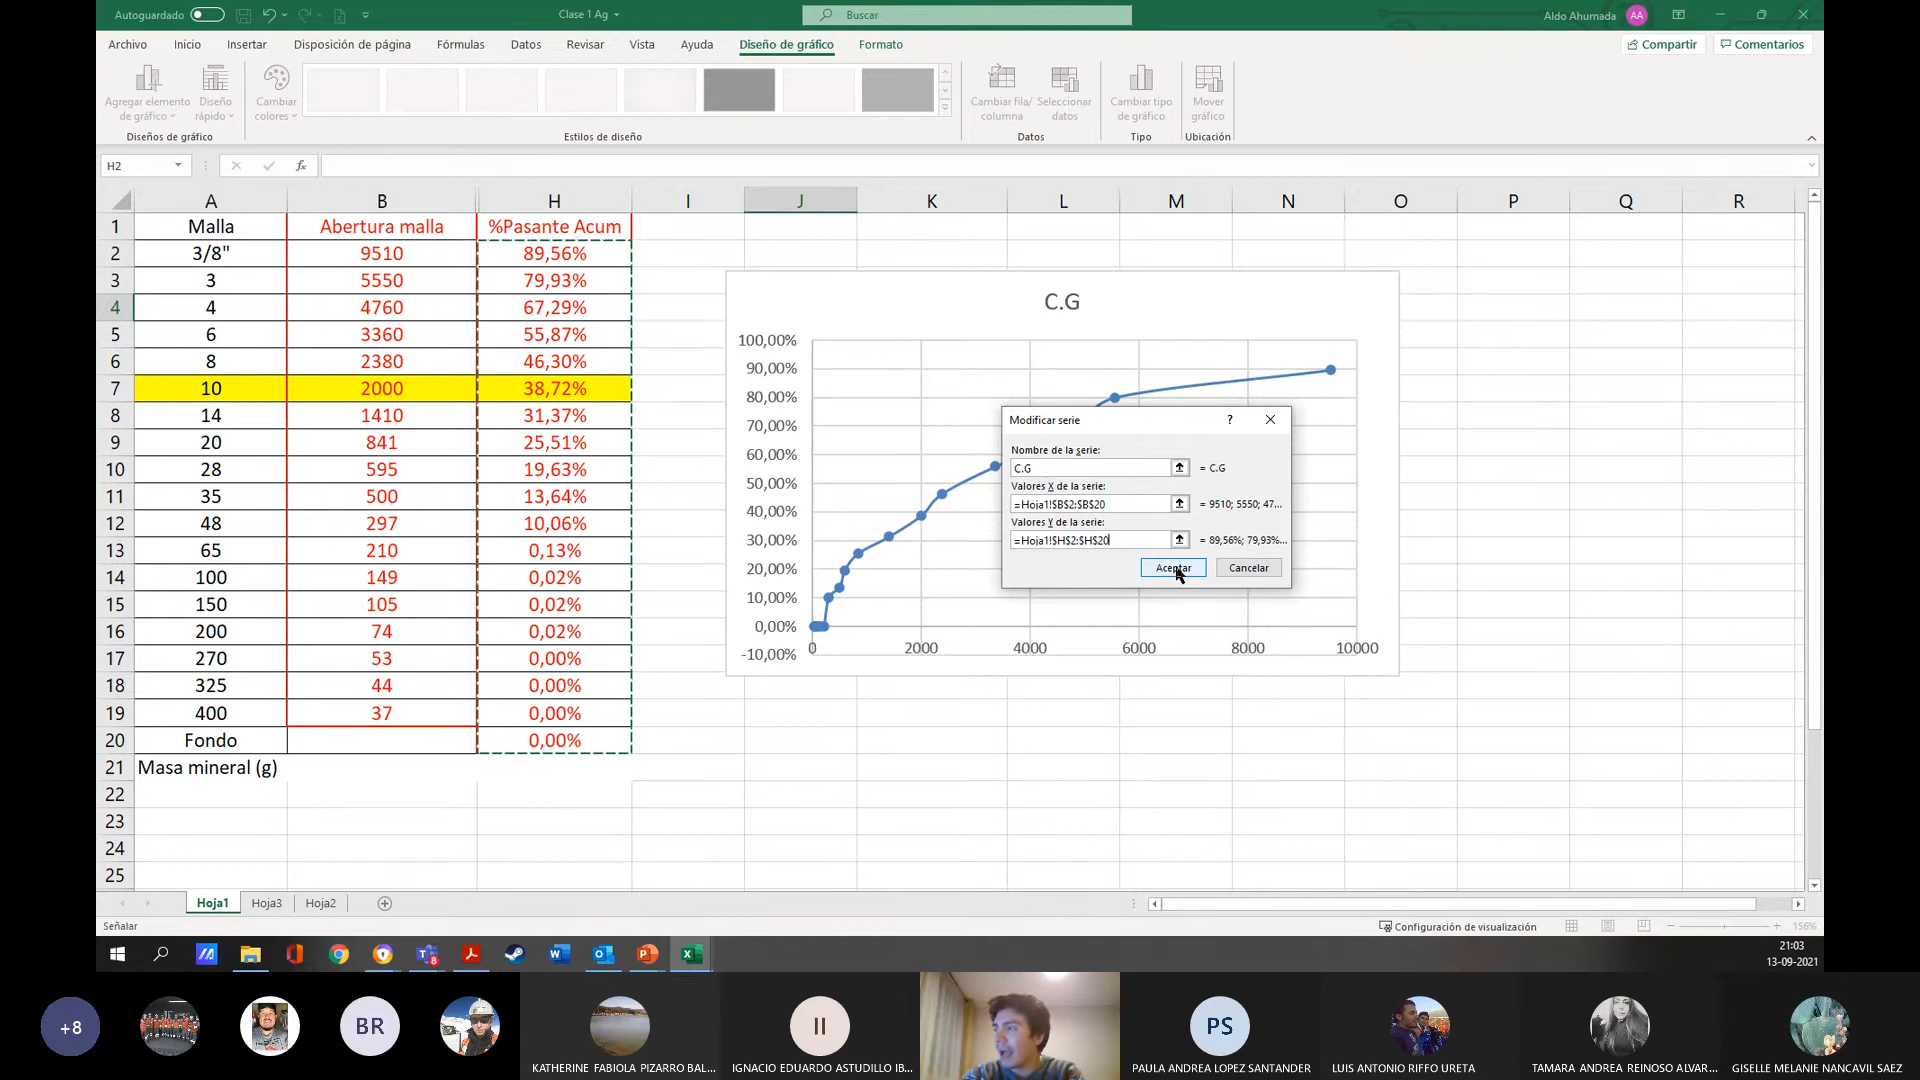 Autoguardado
Clase 1 Ag
Buscar
Aldo Ahumada AA
Archivo Inicio Insertar Disposición de página Fórmulas Datos Revisar Vista Ayuda Diseño de gráfico Formato
Compartir Comentarios
Agregar elemento de gráfico
Diseño rápido
Cambiar colores
Cambiar fila/ columna
Seleccionar datos
Cambiar tipo de gráfico
Mover gráfico
Diseños de gráfico Estilos de diseño Datos Tipo Ubicación
H2 fx
A B H I J K L M N O P Q R
1 Malla Abertura malla %Pasante Acum
2 3/8" 9510 89,56%
3 3 5550 79,93%
4 4 4760 67,29%
5 6 3360 55,87%
6 8 2380 46,30%
7 10 2000 38,72%
8 14 1410 31,37%
9 20 841 25,51%
10 28 595 19,63%
11 35 500 13,64%
12 48 297 10,06%
13 65 210 0,13%
14 100 149 0,02%
15 150 105 0,02%
16 200 74 0,02%
17 270 53 0,00%
18 325 44 0,00%
19 400 37 0,00%
20 Fondo 0,00%
21 Masa mineral (g)
22
23
24
25
C.G
100,00%
90,00%
80,00%
70,00%
60,00%
50,00%
40,00%
30,00%
20,00%
10,00%
0,00%
-10,00%
0 2000 4000 6000 8000 10000
Modificar serie ?
Nombre de la serie:
C.G = C.G
Valores X de la serie:
=Hoja1!$B$2:$B$20 = 9510; 5550; 47...
Valores Y de la serie:
=Hoja1!$H$2:$H$20 = 89,56%; 79,93%...
Aceptar Cancelar
Hoja1 Hoja3 Hoja2
Señalar Configuración de visualización 156%
21:03
13-09-2021
+8 BR II PS
KATHERINE FABIOLA PIZARRO BAL...
IGNACIO EDUARDO ASTUDILLO IB...
PAULA ANDREA LOPEZ SANTANDER
LUIS ANTONIO RIFFO URETA
TAMARA ANDREA REINOSO ALVAR...
GISELLE MELANIE NANCAVIL SAEZ